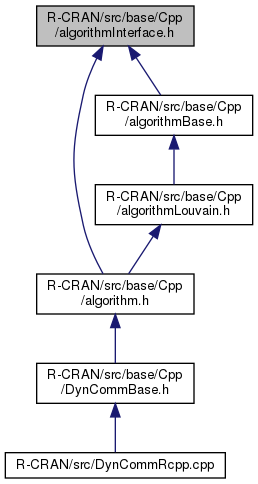 R-CRAN/src/base/Cpp
/algorithmInterface.h
R-CRAN/src/base/Cpp
/algorithmBase.h
R-CRAN/src/base/Cpp
/algorithmLouvain.h
R-CRAN/src/base/Cpp
/algorithm.h
R-CRAN/src/base/Cpp
/DynCommBase.h
R-CRAN/src/DynCommRcpp.cpp